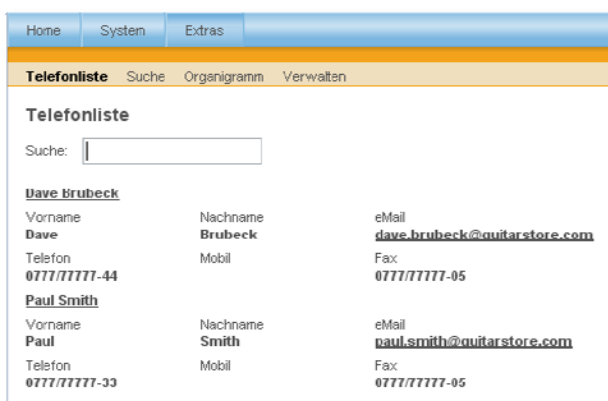 Home System Extras
Telefonliste Suche Organigramm Verwalten
Telefonliste
Suche:
Dave Brubeck
Vorname Nachname eMail
Dave Brubeck dave.brubeck@guitarstore.com
Telefon Mobil Fax
0777/77777-44 0777/77777-05
Paul Smith
Vorname Nachname eMail
Paul Smith paul.smith@guitarstore.com
Telefon Mobil Fax
0777/77777-33 0777/77777-05